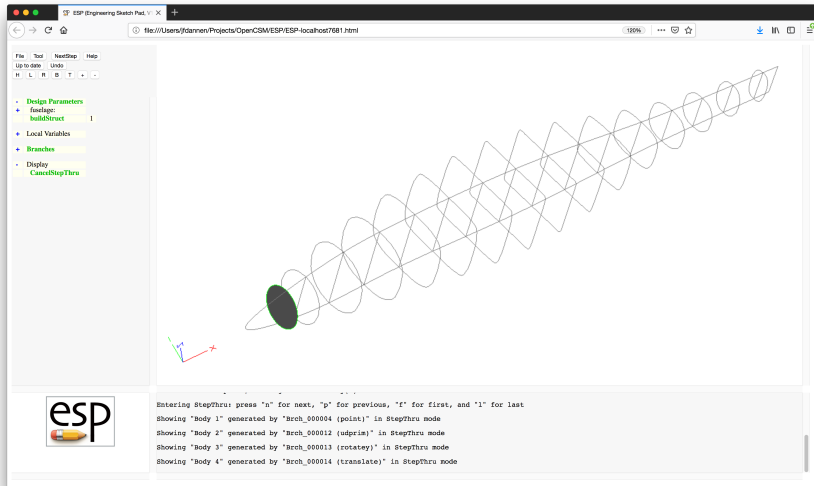 ESP (Engineering Sketch Pad, V
file:///Users/jfdannen/Projects/OpenCSM/ESP/ESP-localhost7681.html
120%
File Tool NextStep Help
Up to date Undo
H L R B T + -
- Design Parameters
+ fuselage:
buildStruct 1
+ Local Variables
+ Branches
- Display
CancelStepThru
X
esp
Entering StepThru: press "n" for next, "p" for previous, "f" for first, and "l" for last
Showing "Body 1" generated by "Brch_000004 (point)" in StepThru mode
Showing "Body 2" generated by "Brch_000012 (udprim)" in StepThru mode
Showing "Body 3" generated by "Brch_000013 (rotatey)" in StepThru mode
Showing "Body 4" generated by "Brch_000014 (translate)" in StepThru mode